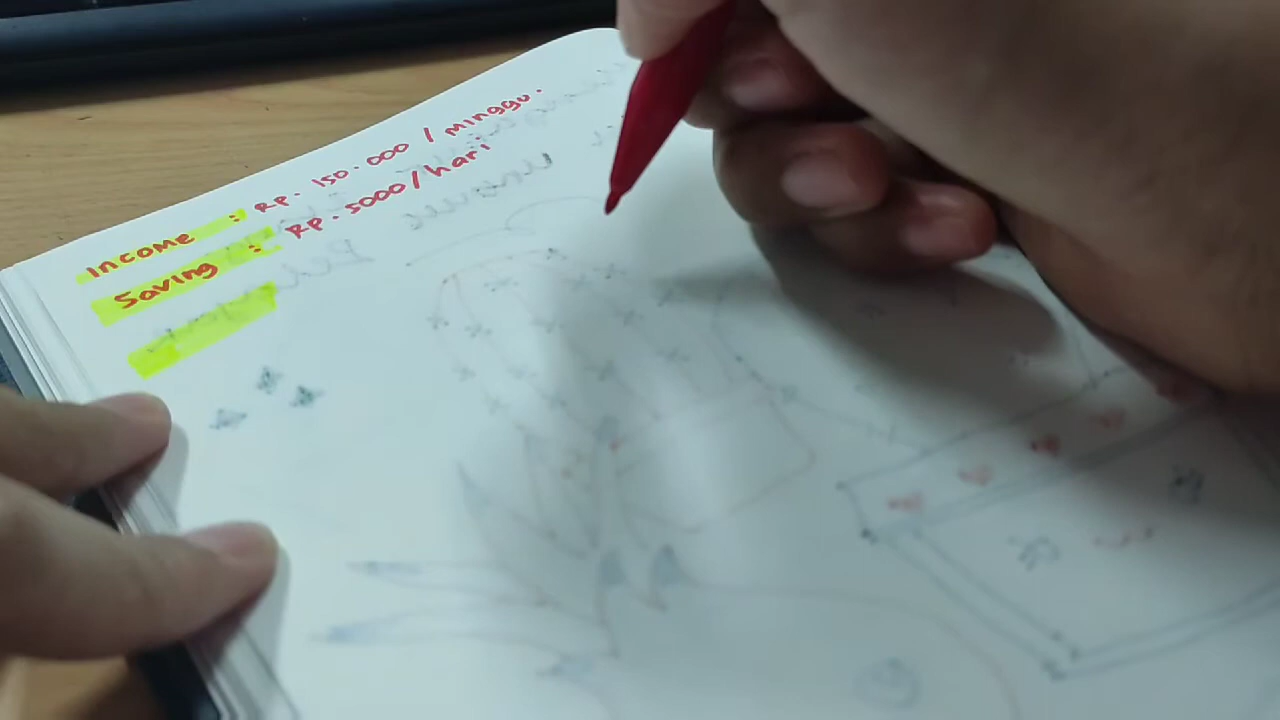 Income : RP. 150.000 / minggu.
Saving : RP. 5000/hari